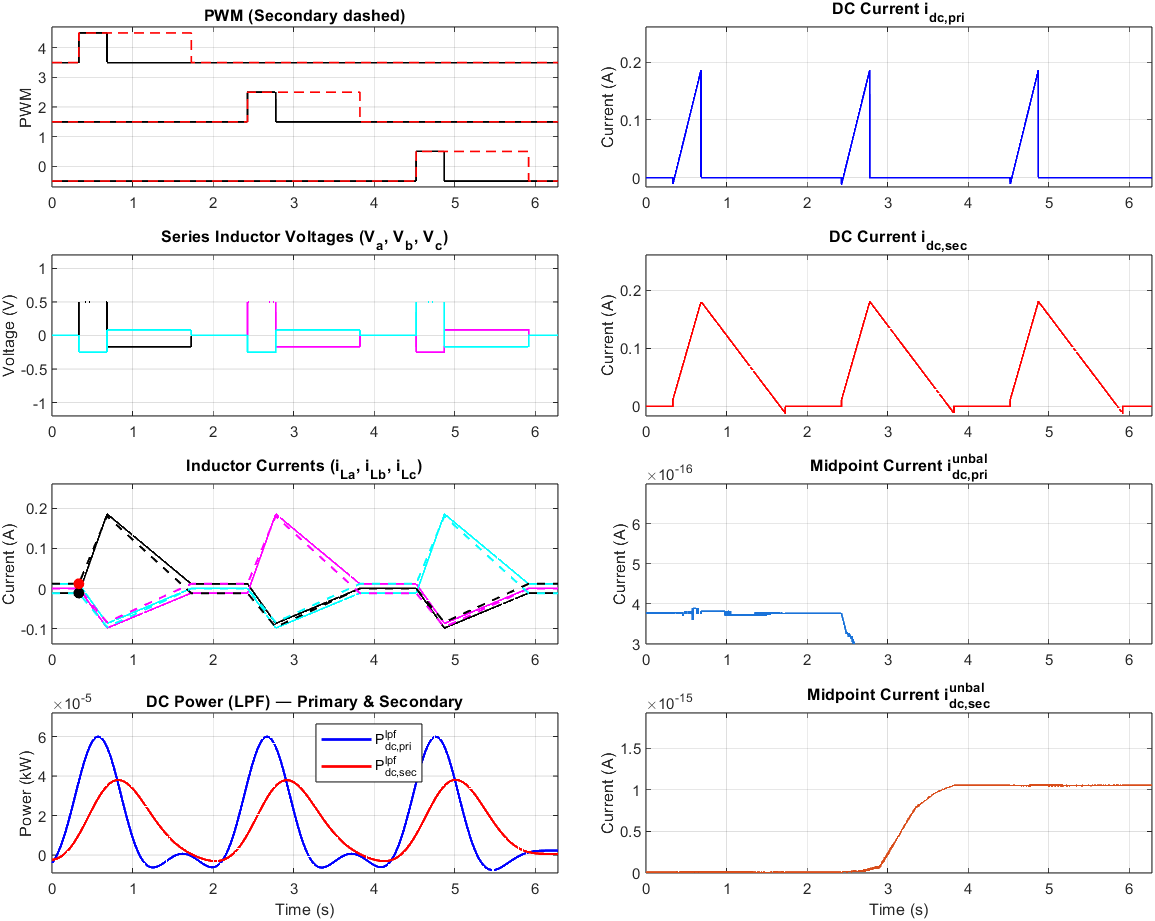 PWM (Secondary dashed)
PWM
4
3
2
1
0
0 1 2 3 4 5 6
DC Current i_dc,pri
Current (A)
0.2
0.1
0
0 1 2 3 4 5 6
Series Inductor Voltages (V_a, V_b, V_c)
Voltage (V)
1
0.5
0
-0.5
-1
0 1 2 3 4 5 6
DC Current i_dc,sec
Current (A)
0.2
0.1
0
0 1 2 3 4 5 6
Inductor Currents (i_La, i_Lb, i_Lc)
Current (A)
0.2
0.1
0
-0.1
0 1 2 3 4 5 6
Midpoint Current i_dc,pri^unbal
×10^-16
Current (A)
6
5
4
3
0 1 2 3 4 5 6
DC Power (LPF) — Primary & Secondary
×10^-5
Power (kW)
6
4
2
0
P_dc,pri^lpf
P_dc,sec^lpf
0 1 2 3 4 5 6
Time (s)
Midpoint Current i_dc,sec^unbal
×10^-15
Current (A)
1.5
1
0.5
0
0 1 2 3 4 5 6
Time (s)